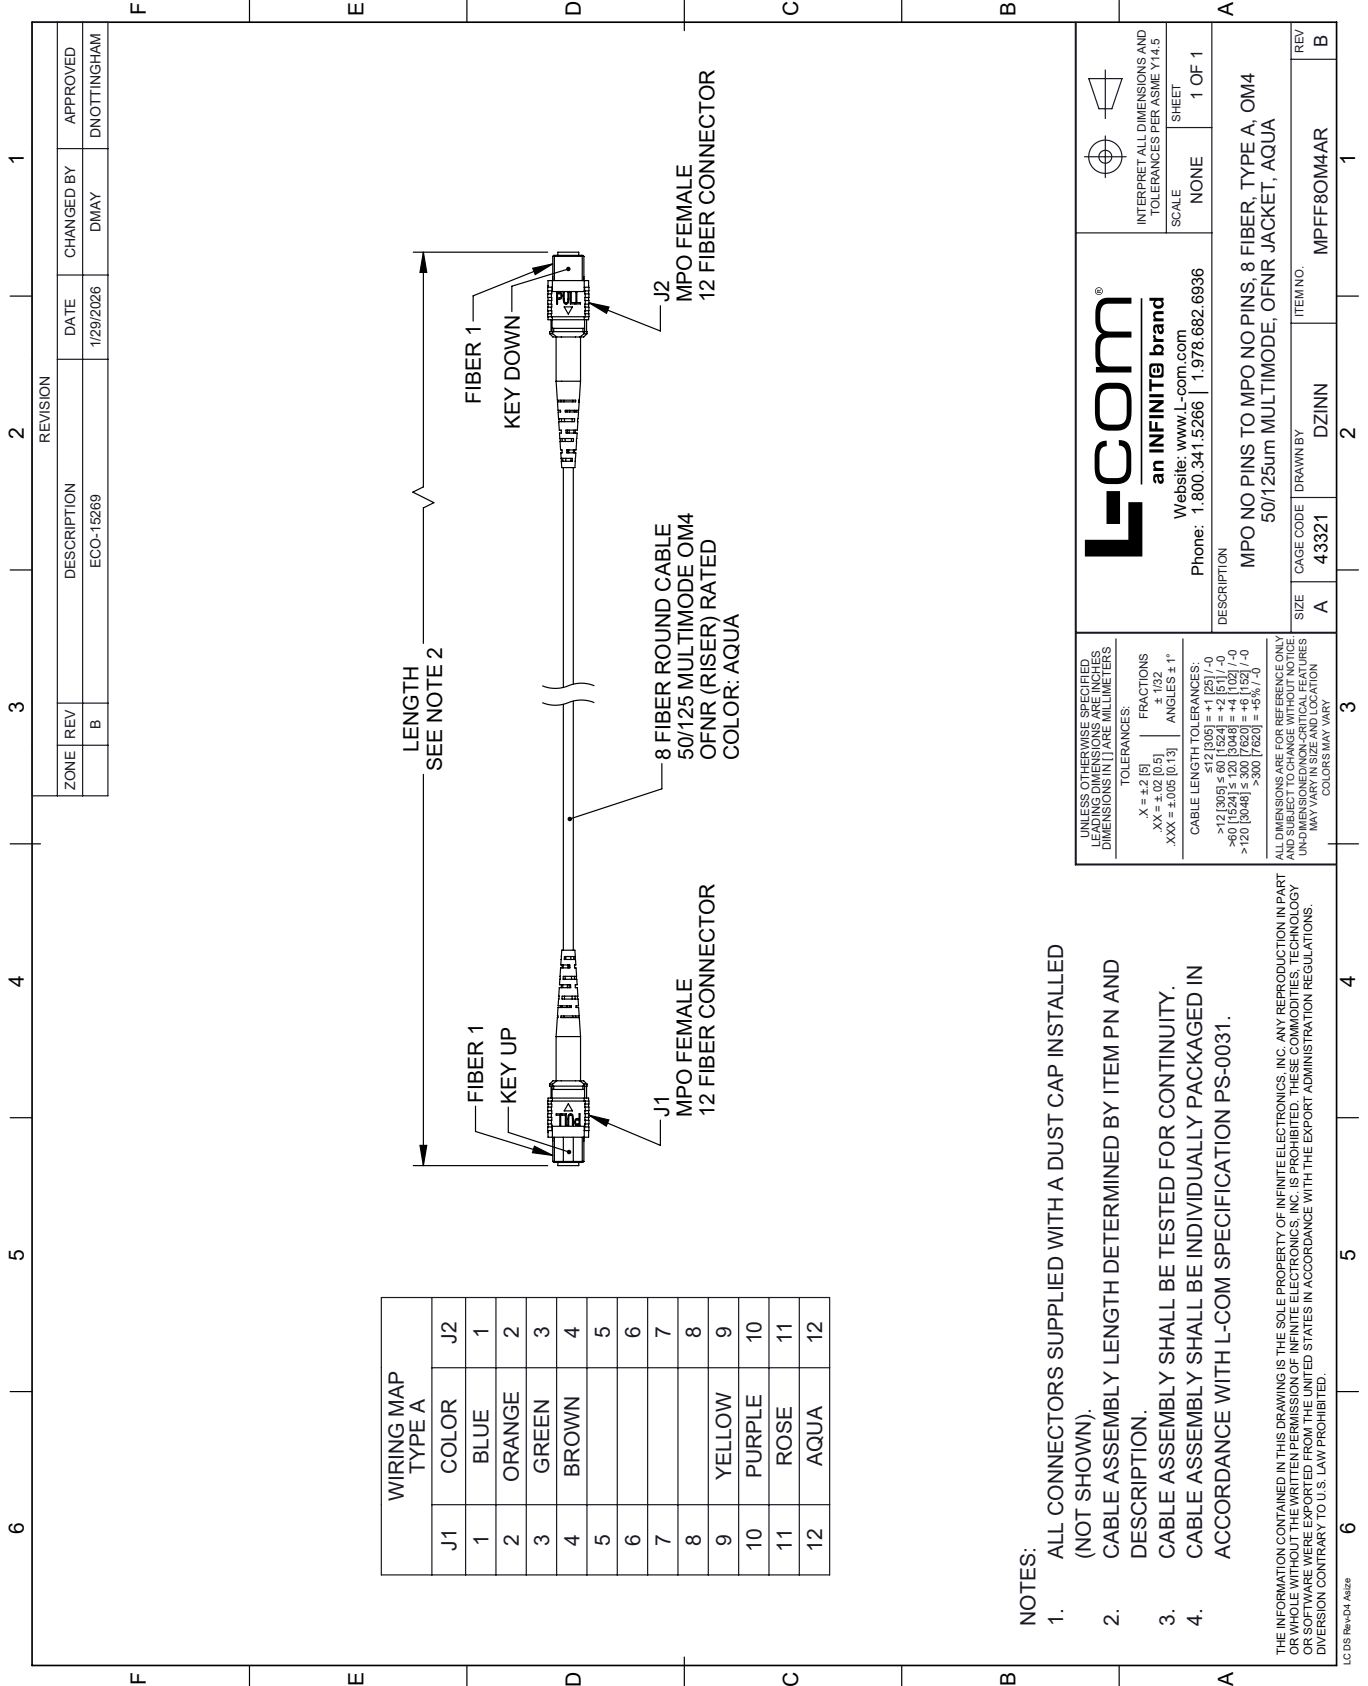 6 5 4 3 2 1
REVISION
ZONE REV DESCRIPTION DATE CHANGED BY APPROVED
B ECO-15269 1/29/2026 DMAY DNOTTINGHAM
F F
E E
D D
C C
B B
A A
LENGTH
SEE NOTE 2
WIRING MAP
TYPE A
J1 COLOR J2
1 BLUE 1
2 ORANGE 2
3 GREEN 3
4 BROWN 4
5 5
6 6
7 7
8 8
9 YELLOW 9
10 PURPLE 10
11 ROSE 11
12 AQUA 12
FIBER 1
KEY UP
PULL
J1
MPO FEMALE
12 FIBER CONNECTOR
8 FIBER ROUND CABLE
50/125 MULTIMODE OM4
OFNR (RISER) RATED
COLOR: AQUA
FIBER 1
KEY DOWN
PULL
J2
MPO FEMALE
12 FIBER CONNECTOR
NOTES:
1. ALL CONNECTORS SUPPLIED WITH A DUST CAP INSTALLED
(NOT SHOWN).
2. CABLE ASSEMBLY LENGTH DETERMINED BY ITEM PN AND
DESCRIPTION.
3. CABLE ASSEMBLY SHALL BE TESTED FOR CONTINUITY.
4. CABLE ASSEMBLY SHALL BE INDIVIDUALLY PACKAGED IN
ACCORDANCE WITH L-COM SPECIFICATION PS-0031.
THE INFORMATION CONTAINED IN THIS DRAWING IS THE SOLE PROPERTY OF INFINITE ELECTRONICS, INC. ANY REPRODUCTION IN PART
OR WHOLE WITHOUT THE WRITTEN PERMISSION OF INFINITE ELECTRONICS, INC. IS PROHIBITED. THESE COMMODITIES, TECHNOLOGY
OR SOFTWARE WERE EXPORTED FROM THE UNITED STATES IN ACCORDANCE WITH THE EXPORT ADMINISTRATION REGULATIONS.
DIVERSION CONTRARY TO U.S. LAW PROHIBITED.
UNLESS OTHERWISE SPECIFIED
LEADING DIMENSIONS ARE INCHES
DIMENSIONS IN [ ] ARE MILLIMETERS
TOLERANCES:
.X = ±.2 [5] FRACTIONS
.XX = ±.02 [0.5] ± 1/32
.XXX = ±.005 [0.13] ANGLES ± 1°
CABLE LENGTH TOLERANCES:
≤12 [305] = +1 [25] / -0
>12 [305] ≤ 60 [1524] = +2 [51] / -0
>60 [1524] ≤ 120 [3048] = +4 [102] / -0
>120 [3048] ≤ 300 [7620] = +6 [152] / -0
>300 [7620] = +5% / -0
ALL DIMENSIONS ARE FOR REFERENCE ONLY
AND SUBJECT TO CHANGE WITHOUT NOTICE.
UN-DIMENSIONED/NON-CRITICAL FEATURES
MAY VARY IN SIZE AND LOCATION
COLORS MAY VARY
L-com®
an INFINIT℮ brand
Website: www.L-com.com
Phone: 1.800.341.5266 | 1.978.682.6936
INTERPRET ALL DIMENSIONS AND
TOLERANCES PER ASME Y14.5
SCALE NONE
SHEET 1 OF 1
DESCRIPTION
MPO NO PINS TO MPO NO PINS, 8 FIBER, TYPE A, OM4
50/125um MULTIMODE, OFNR JACKET, AQUA
SIZE A
CAGE CODE 43321
DRAWN BY DZINN
ITEM NO. MPFF8OM4AR
REV B
LC DS Rev-D4 Asize
6 5 4 3 2 1